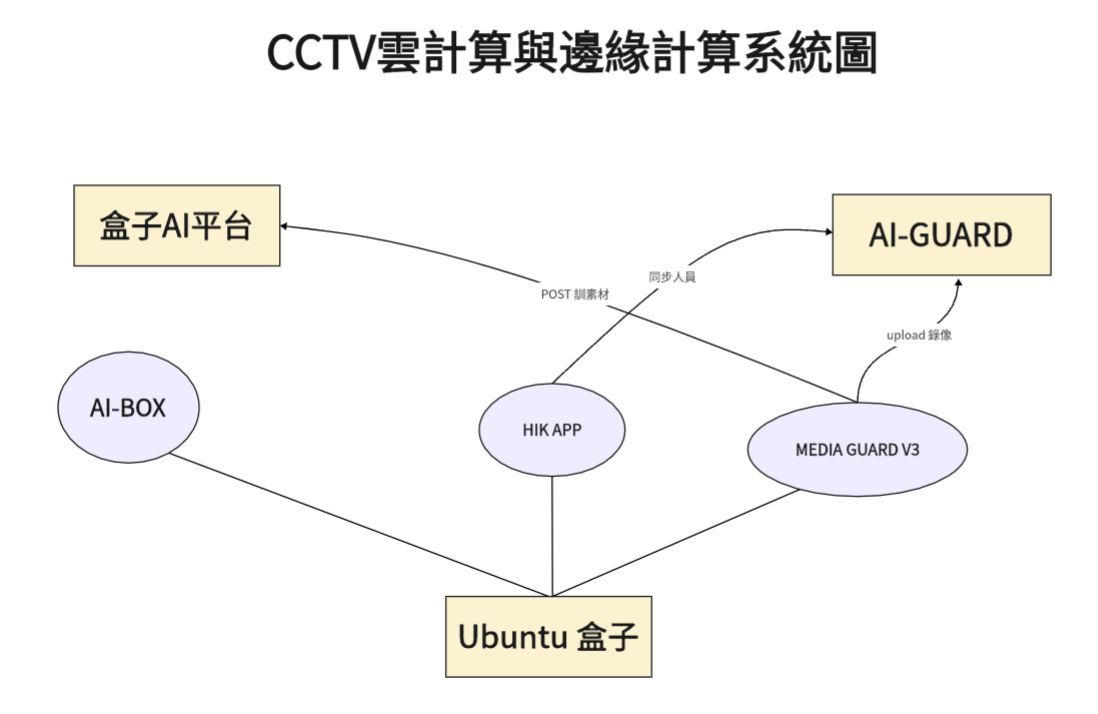 CCTV雲計算與邊緣計算系統圖
盒子AI平台
AI-GUARD
同步人員
POST 訓素材
upload 錄像
AI-BOX
HIK APP
MEDIA GUARD V3
Ubuntu 盒子